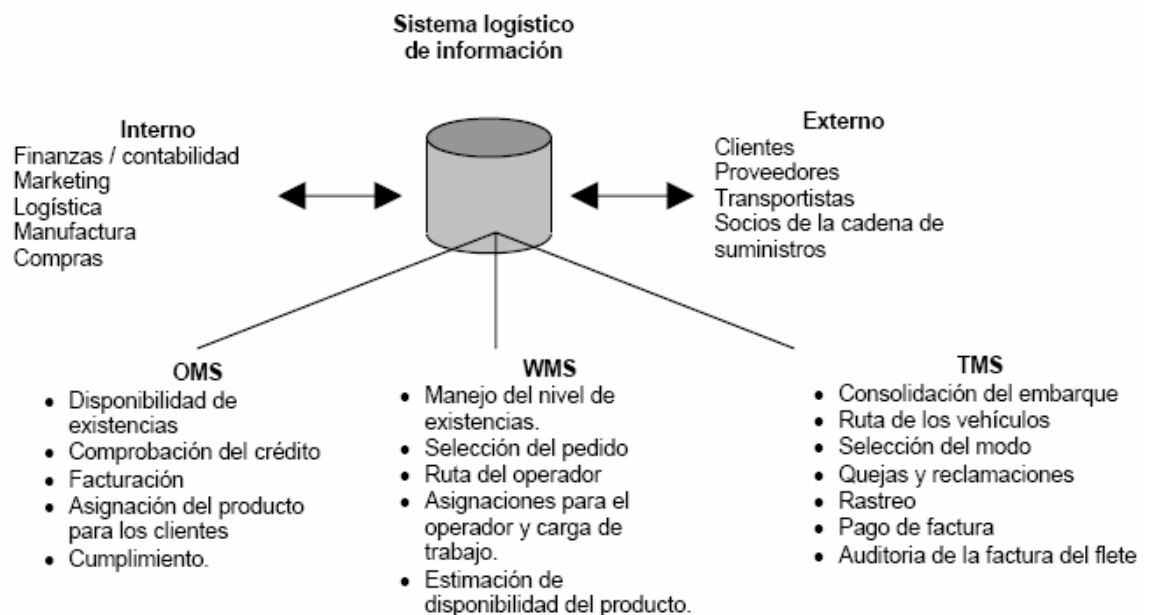 Sistema logístico
de información
Interno
Finanzas / contabilidad
Marketing
Logística
Manufactura
Compras
Externo
Clientes
Proveedores
Transportistas
Socios de la cadena de
suministros
OMS
• Disponibilidad de
existencias
• Comprobación del crédito
• Facturación
• Asignación del producto
para los clientes
• Cumplimiento.
WMS
• Manejo del nivel de
existencias.
• Selección del pedido
• Ruta del operador
• Asignaciones para el
operador y carga de
trabajo.
• Estimación de
disponibilidad del producto.
TMS
• Consolidación del embarque
• Ruta de los vehículos
• Selección del modo
• Quejas y reclamaciones
• Rastreo
• Pago de factura
• Auditoria de la factura del flete